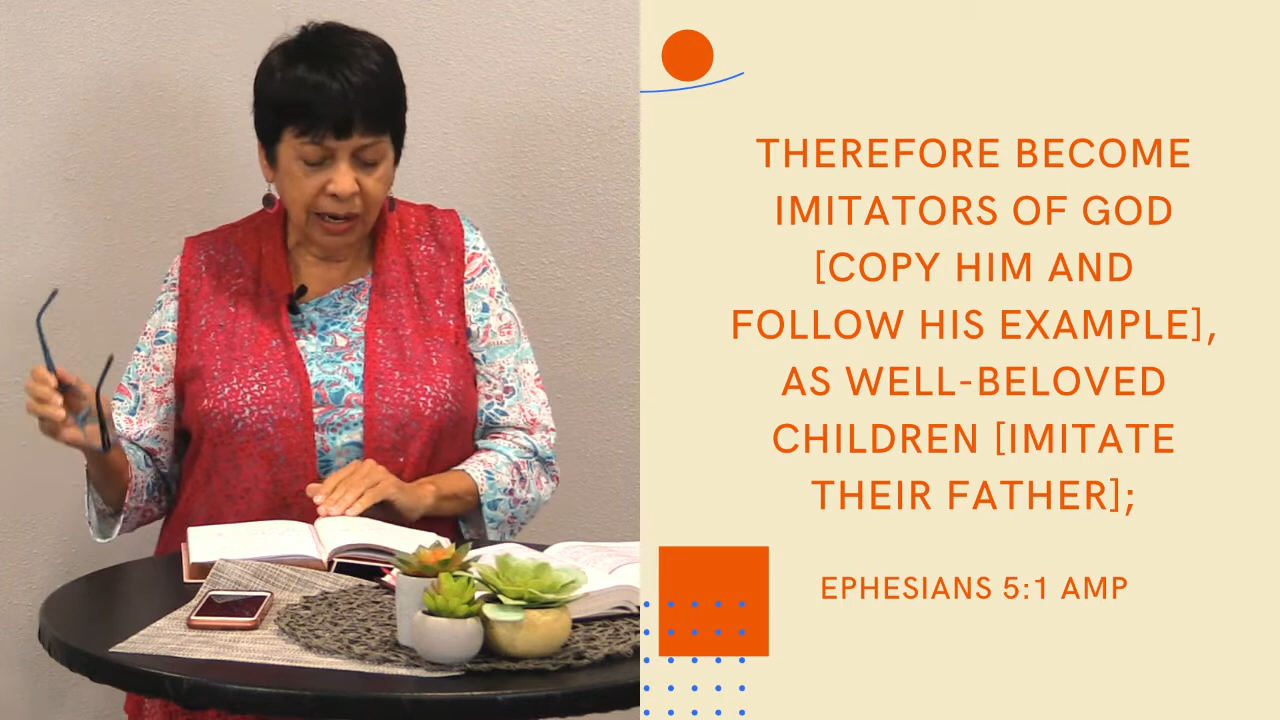 THEREFORE BECOME
IMITATORS OF GOD
[COPY HIM AND
FOLLOW HIS EXAMPLE],
AS WELL-BELOVED
CHILDREN [IMITATE
THEIR FATHER];
EPHESIANS 5:1 AMP